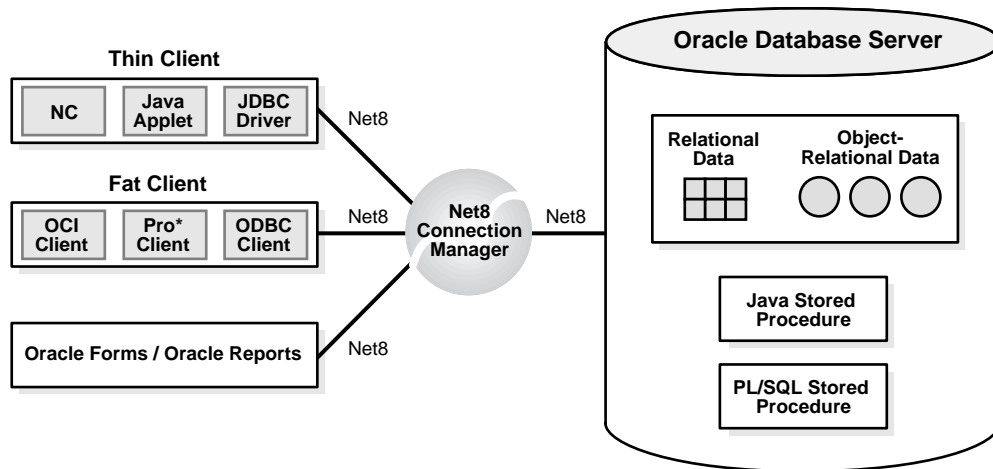 Thin Client
NC
Java
Applet
JDBC
Driver
Net8
Fat Client
OCI
Client
Pro*
Client
ODBC
Client
Net8
Oracle Forms / Oracle Reports
Net8
Net8
Connection
Manager
Net8
Oracle Database Server
Relational
Data
Object-
Relational Data
Java Stored
Procedure
PL/SQL Stored
Procedure